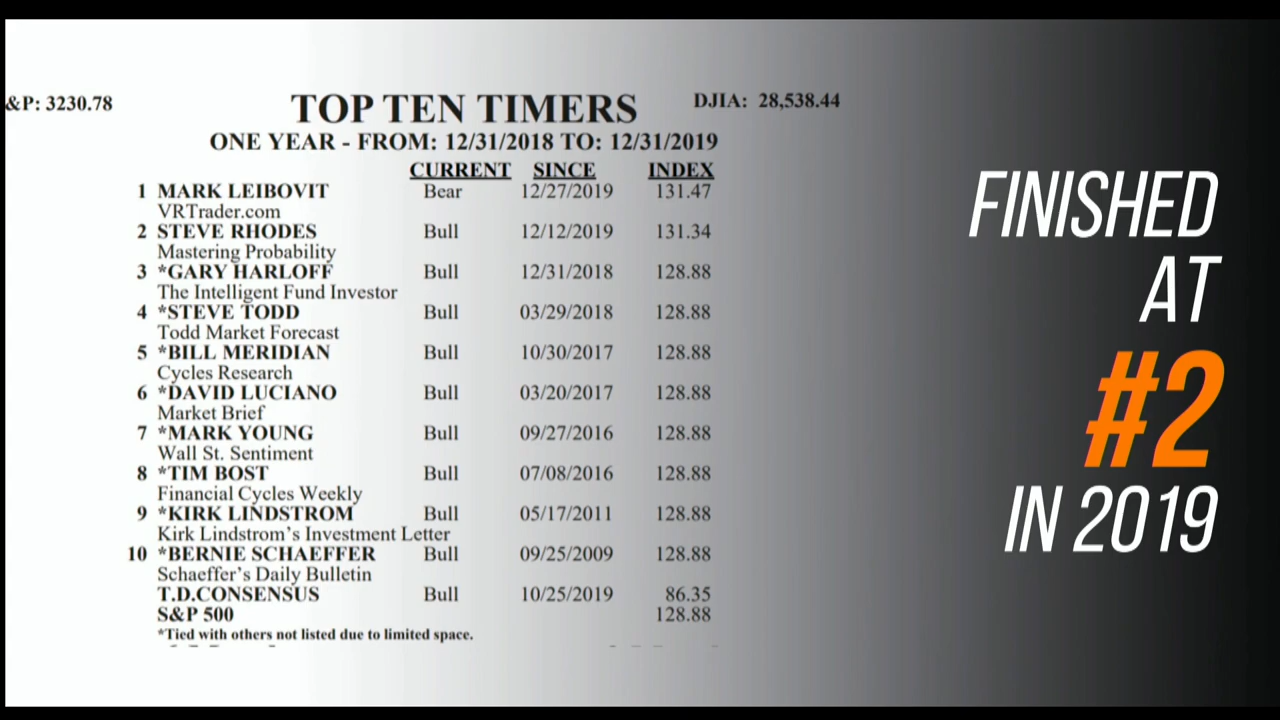 &P: 3230.78
TOP TEN TIMERS
DJIA: 28,538.44
ONE YEAR - FROM: 12/31/2018 TO: 12/31/2019
CURRENT SINCE INDEX
1 MARK LEIBOVIT Bear 12/27/2019 131.47
VRTrader.com
2 STEVE RHODES Bull 12/12/2019 131.34
Mastering Probability
3 *GARY HARLOFF Bull 12/31/2018 128.88
The Intelligent Fund Investor
4 *STEVE TODD Bull 03/29/2018 128.88
Todd Market Forecast
5 *BILL MERIDIAN Bull 10/30/2017 128.88
Cycles Research
6 *DAVID LUCIANO Bull 03/20/2017 128.88
Market Brief
7 *MARK YOUNG Bull 09/27/2016 128.88
Wall St. Sentiment
8 *TIM BOST Bull 07/08/2016 128.88
Financial Cycles Weekly
9 *KIRK LINDSTROM Bull 05/17/2011 128.88
Kirk Lindstrom's Investment Letter
10 *BERNIE SCHAEFFER Bull 09/25/2009 128.88
Schaeffer's Daily Bulletin
T.D.CONSENSUS Bull 10/25/2019 86.35
S&P 500 128.88
*Tied with others not listed due to limited space.
FINISHED
AT
#2
IN 2019